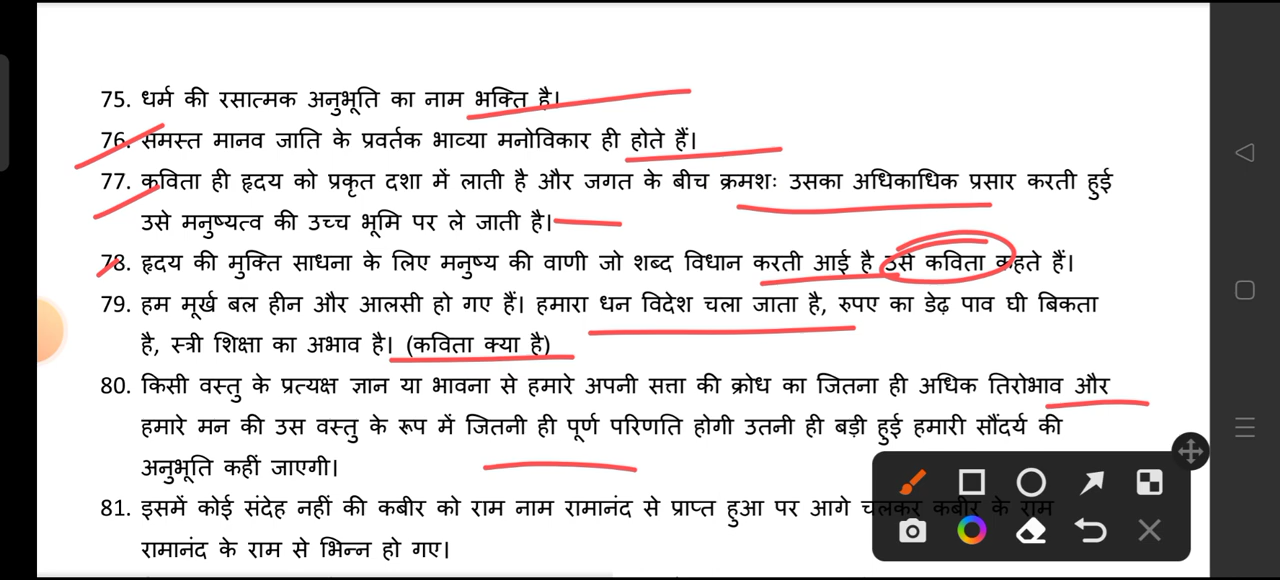 75. धर्म की रसात्मक अनुभूति का नाम भक्ति है।
76. समस्त मानव जाति के प्रवर्तक भाव्या मनोविकार ही होते हैं।
77. कविता ही हृदय को प्रकृत दशा में लाती है और जगत के बीच क्रमशः उसका अधिकाधिक प्रसार करती हुई
उसे मनुष्यत्व की उच्च भूमि पर ले जाती है।
78. हृदय की मुक्ति साधना के लिए मनुष्य की वाणी जो शब्द विधान करती आई है उसे कविता कहते हैं।
79. हम मूर्ख बल हीन और आलसी हो गए हैं। हमारा धन विदेश चला जाता है, रुपए का डेढ़ पाव घी बिकता
है, स्त्री शिक्षा का अभाव है। (कविता क्या है)
80. किसी वस्तु के प्रत्यक्ष ज्ञान या भावना से हमारे अपनी सत्ता की क्रोध का जितना ही अधिक तिरोभाव और
हमारे मन की उस वस्तु के रूप में जितनी ही पूर्ण परिणति होगी उतनी ही बड़ी हुई हमारी सौंदर्य की
अनुभूति कहीं जाएगी।
81. इसमें कोई संदेह नहीं की कबीर को राम नाम रामानंद से प्राप्त हुआ पर आगे चलकर कबीर के राम
रामानंद के राम से भिन्न हो गए।